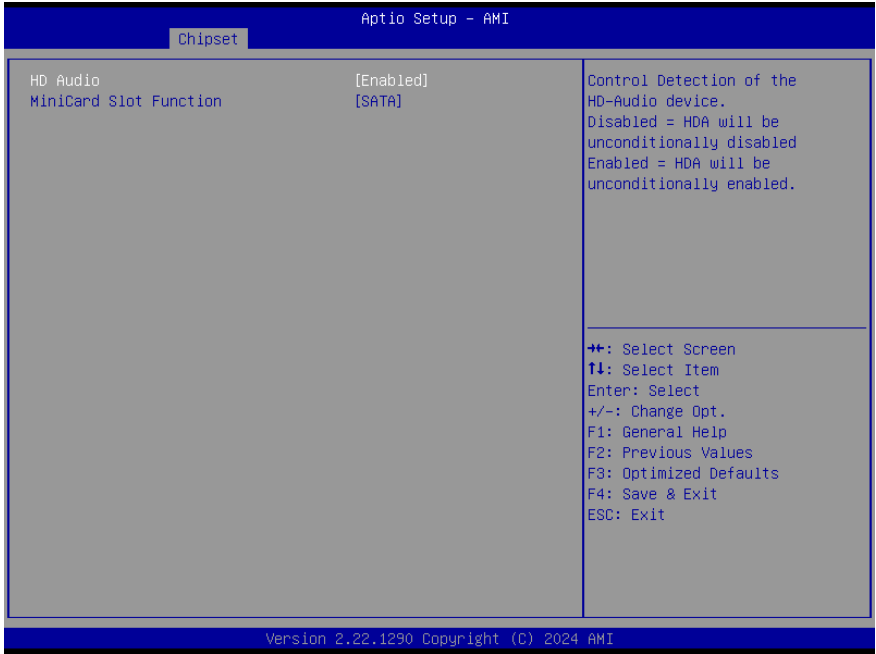 Aptio Setup – AMI
Chipset
HD Audio [Enabled]
MiniCard Slot Function [SATA]
Control Detection of the
HD-Audio device.
Disabled = HDA will be
unconditionally disabled
Enabled = HDA will be
unconditionally enabled.
→←: Select Screen
↑↓: Select Item
Enter: Select
+/-: Change Opt.
F1: General Help
F2: Previous Values
F3: Optimized Defaults
F4: Save & Exit
ESC: Exit
Version 2.22.1290 Copyright (C) 2024 AMI